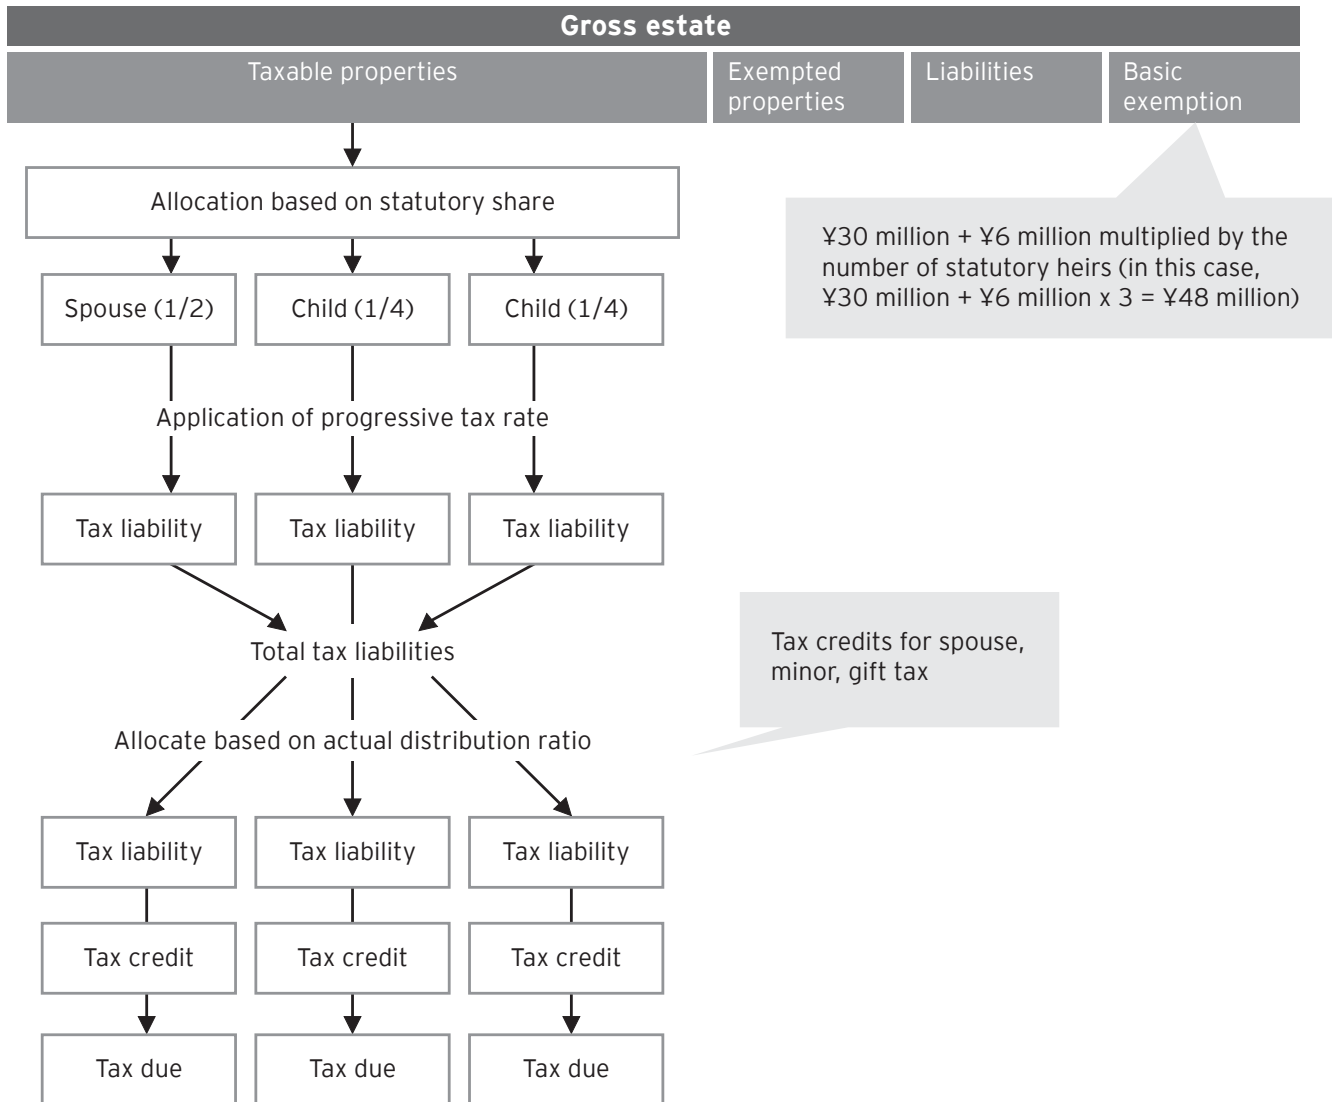 Gross estate
Taxable properties
Exempted
properties
Liabilities
Basic
exemption
Allocation based on statutory share
¥30 million + ¥6 million multiplied by the
number of statutory heirs (in this case,
¥30 million + ¥6 million x 3 = ¥48 million)
Spouse (1/2)
Child (1/4)
Child (1/4)
Application of progressive tax rate
Tax liability
Tax liability
Tax liability
Total tax liabilities
Tax credits for spouse,
minor, gift tax
Allocate based on actual distribution ratio
Tax liability
Tax liability
Tax liability
Tax credit
Tax credit
Tax credit
Tax due
Tax due
Tax due